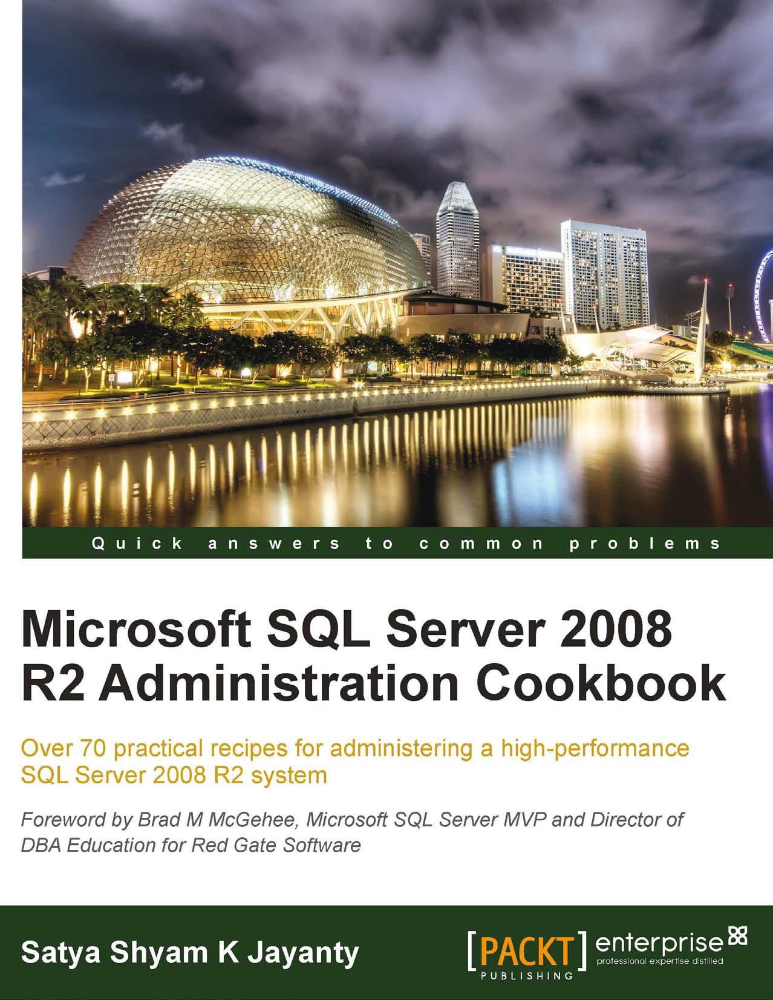 Quick answers to common problems
Microsoft SQL Server 2008
R2 Administration Cookbook
Over 70 practical recipes for administering a high-performance
SQL Server 2008 R2 system
Foreword by Brad M McGehee, Microsoft SQL Server MVP and Director of
DBA Education for Red Gate Software
Satya Shyam K Jayanty
[PACKT] enterprise
PUBLISHING
professional expertise distilled